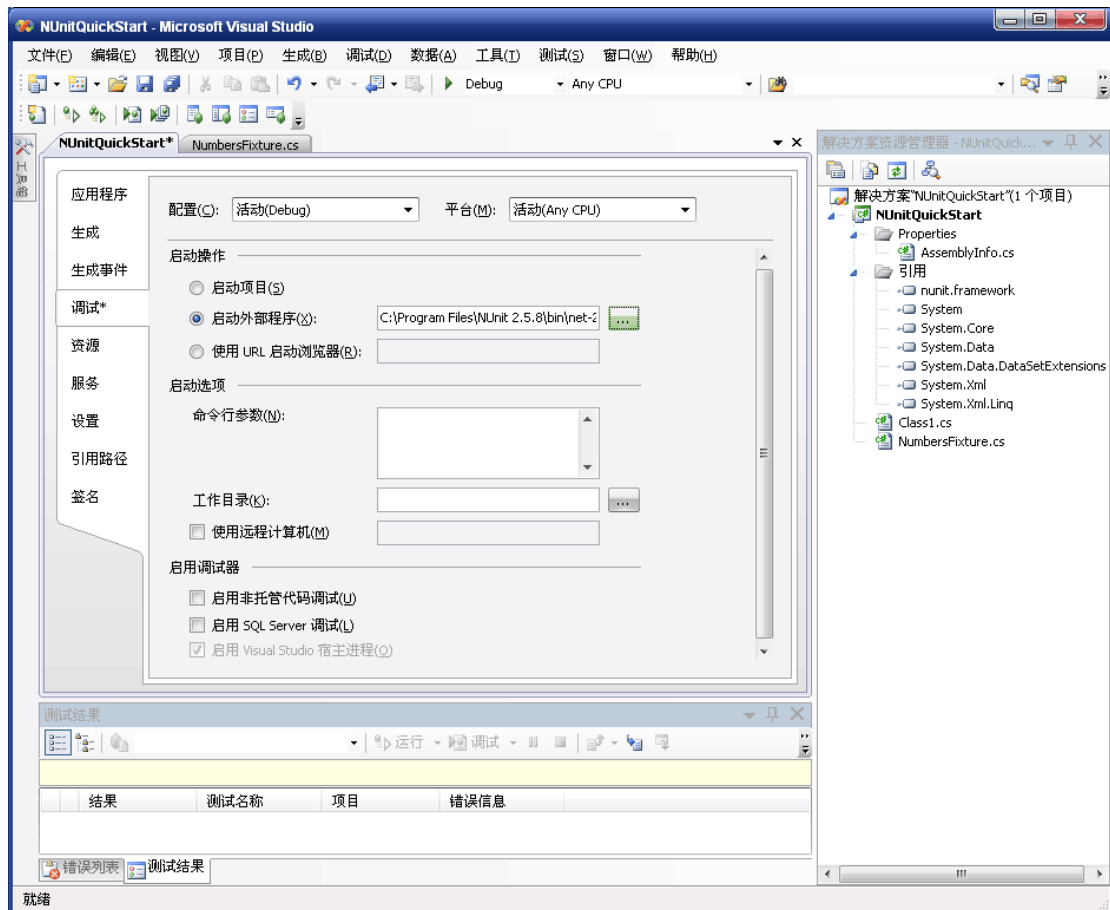 NUnitQuickStart - Microsoft Visual Studio
文件(F) 编辑(E) 视图(V) 项目(P) 生成(B) 调试(D) 数据(A) 工具(T) 测试(S) 窗口(W) 帮助(H)
Debug Any CPU
工具箱
NUnitQuickStart* NumbersFixture.cs
应用程序
生成
生成事件
调试*
资源
服务
设置
引用路径
签名
配置(C): 活动(Debug) 平台(M): 活动(Any CPU)
启动操作
启动项目(S)
启动外部程序(X): C:\Program Files\NUnit 2.5.8\bin\net-2 ...
使用 URL 启动浏览器(R):
启动选项
命令行参数(N):
工作目录(K): ...
使用远程计算机(M)
启用调试器
启用非托管代码调试(U)
启用 SQL Server 调试(L)
启用 Visual Studio 宿主进程(O)
解决方案资源管理器 - NUnitQuick...
解决方案"NUnitQuickStart"(1 个项目)
NUnitQuickStart
Properties
AssemblyInfo.cs
引用
nunit.framework
System
System.Core
System.Data
System.Data.DataSetExtensions
System.Xml
System.Xml.Linq
Class1.cs
NumbersFixture.cs
测试结果
运行 调试
结果 测试名称 项目 错误信息
错误列表 测试结果
就绪